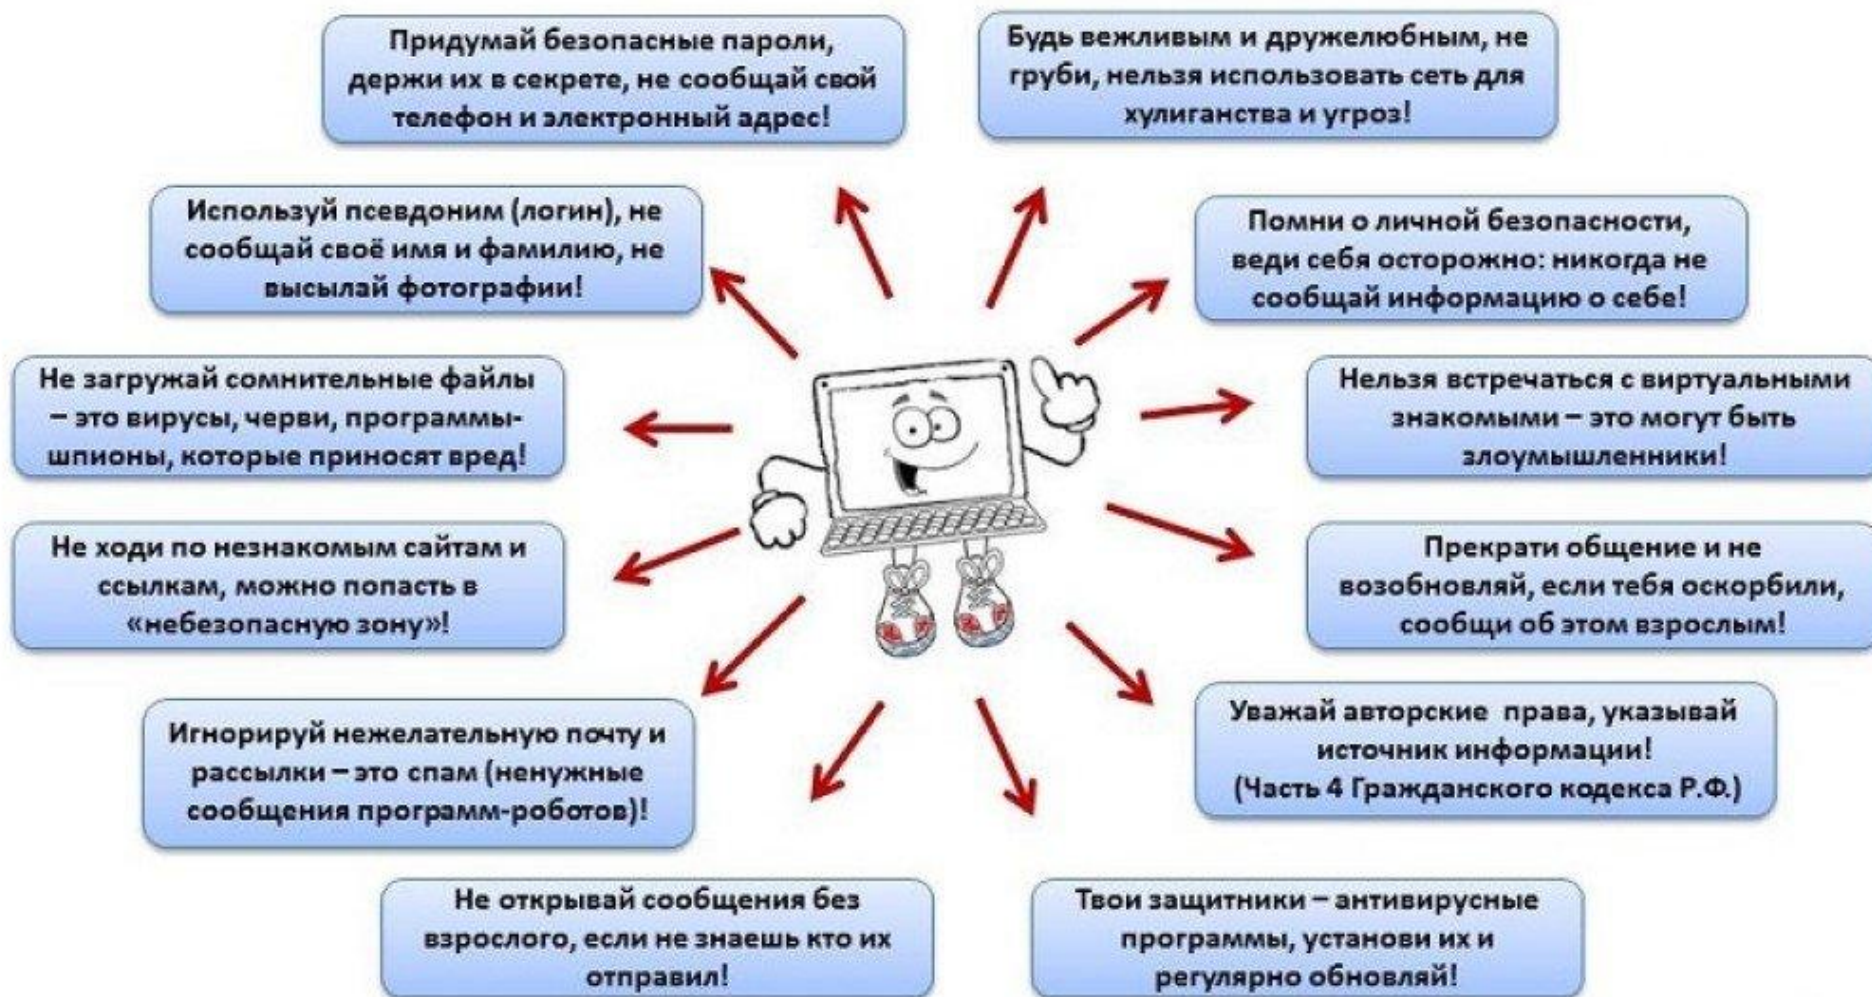 Придумай безопасные пароли,
держи их в секрете, не сообщай свой
телефон и электронный адрес!
Будь вежливым и дружелюбным, не
груби, нельзя использовать сеть для
хулиганства и угроз!
Используй псевдоним (логин), не
сообщай своё имя и фамилию, не
высылай фотографии!
Помни о личной безопасности,
веди себя осторожно: никогда не
сообщай информацию о себе!
Не загружай сомнительные файлы
– это вирусы, черви, программы-
шпионы, которые приносят вред!
Нельзя встречаться с виртуальными
знакомыми – это могут быть
злоумышленники!
Не ходи по незнакомым сайтам и
ссылкам, можно попасть в
«небезопасную зону»!
Прекрати общение и не
возобновляй, если тебя оскорбили,
сообщи об этом взрослым!
Игнорируй нежелательную почту и
рассылки – это спам (ненужные
сообщения программ-роботов)!
Уважай авторские права, указывай
источник информации!
(Часть 4 Гражданского кодекса Р.Ф.)
Не открывай сообщения без
взрослого, если не знаешь кто их
отправил!
Твои защитники – антивирусные
программы, установи их и
регулярно обновляй!